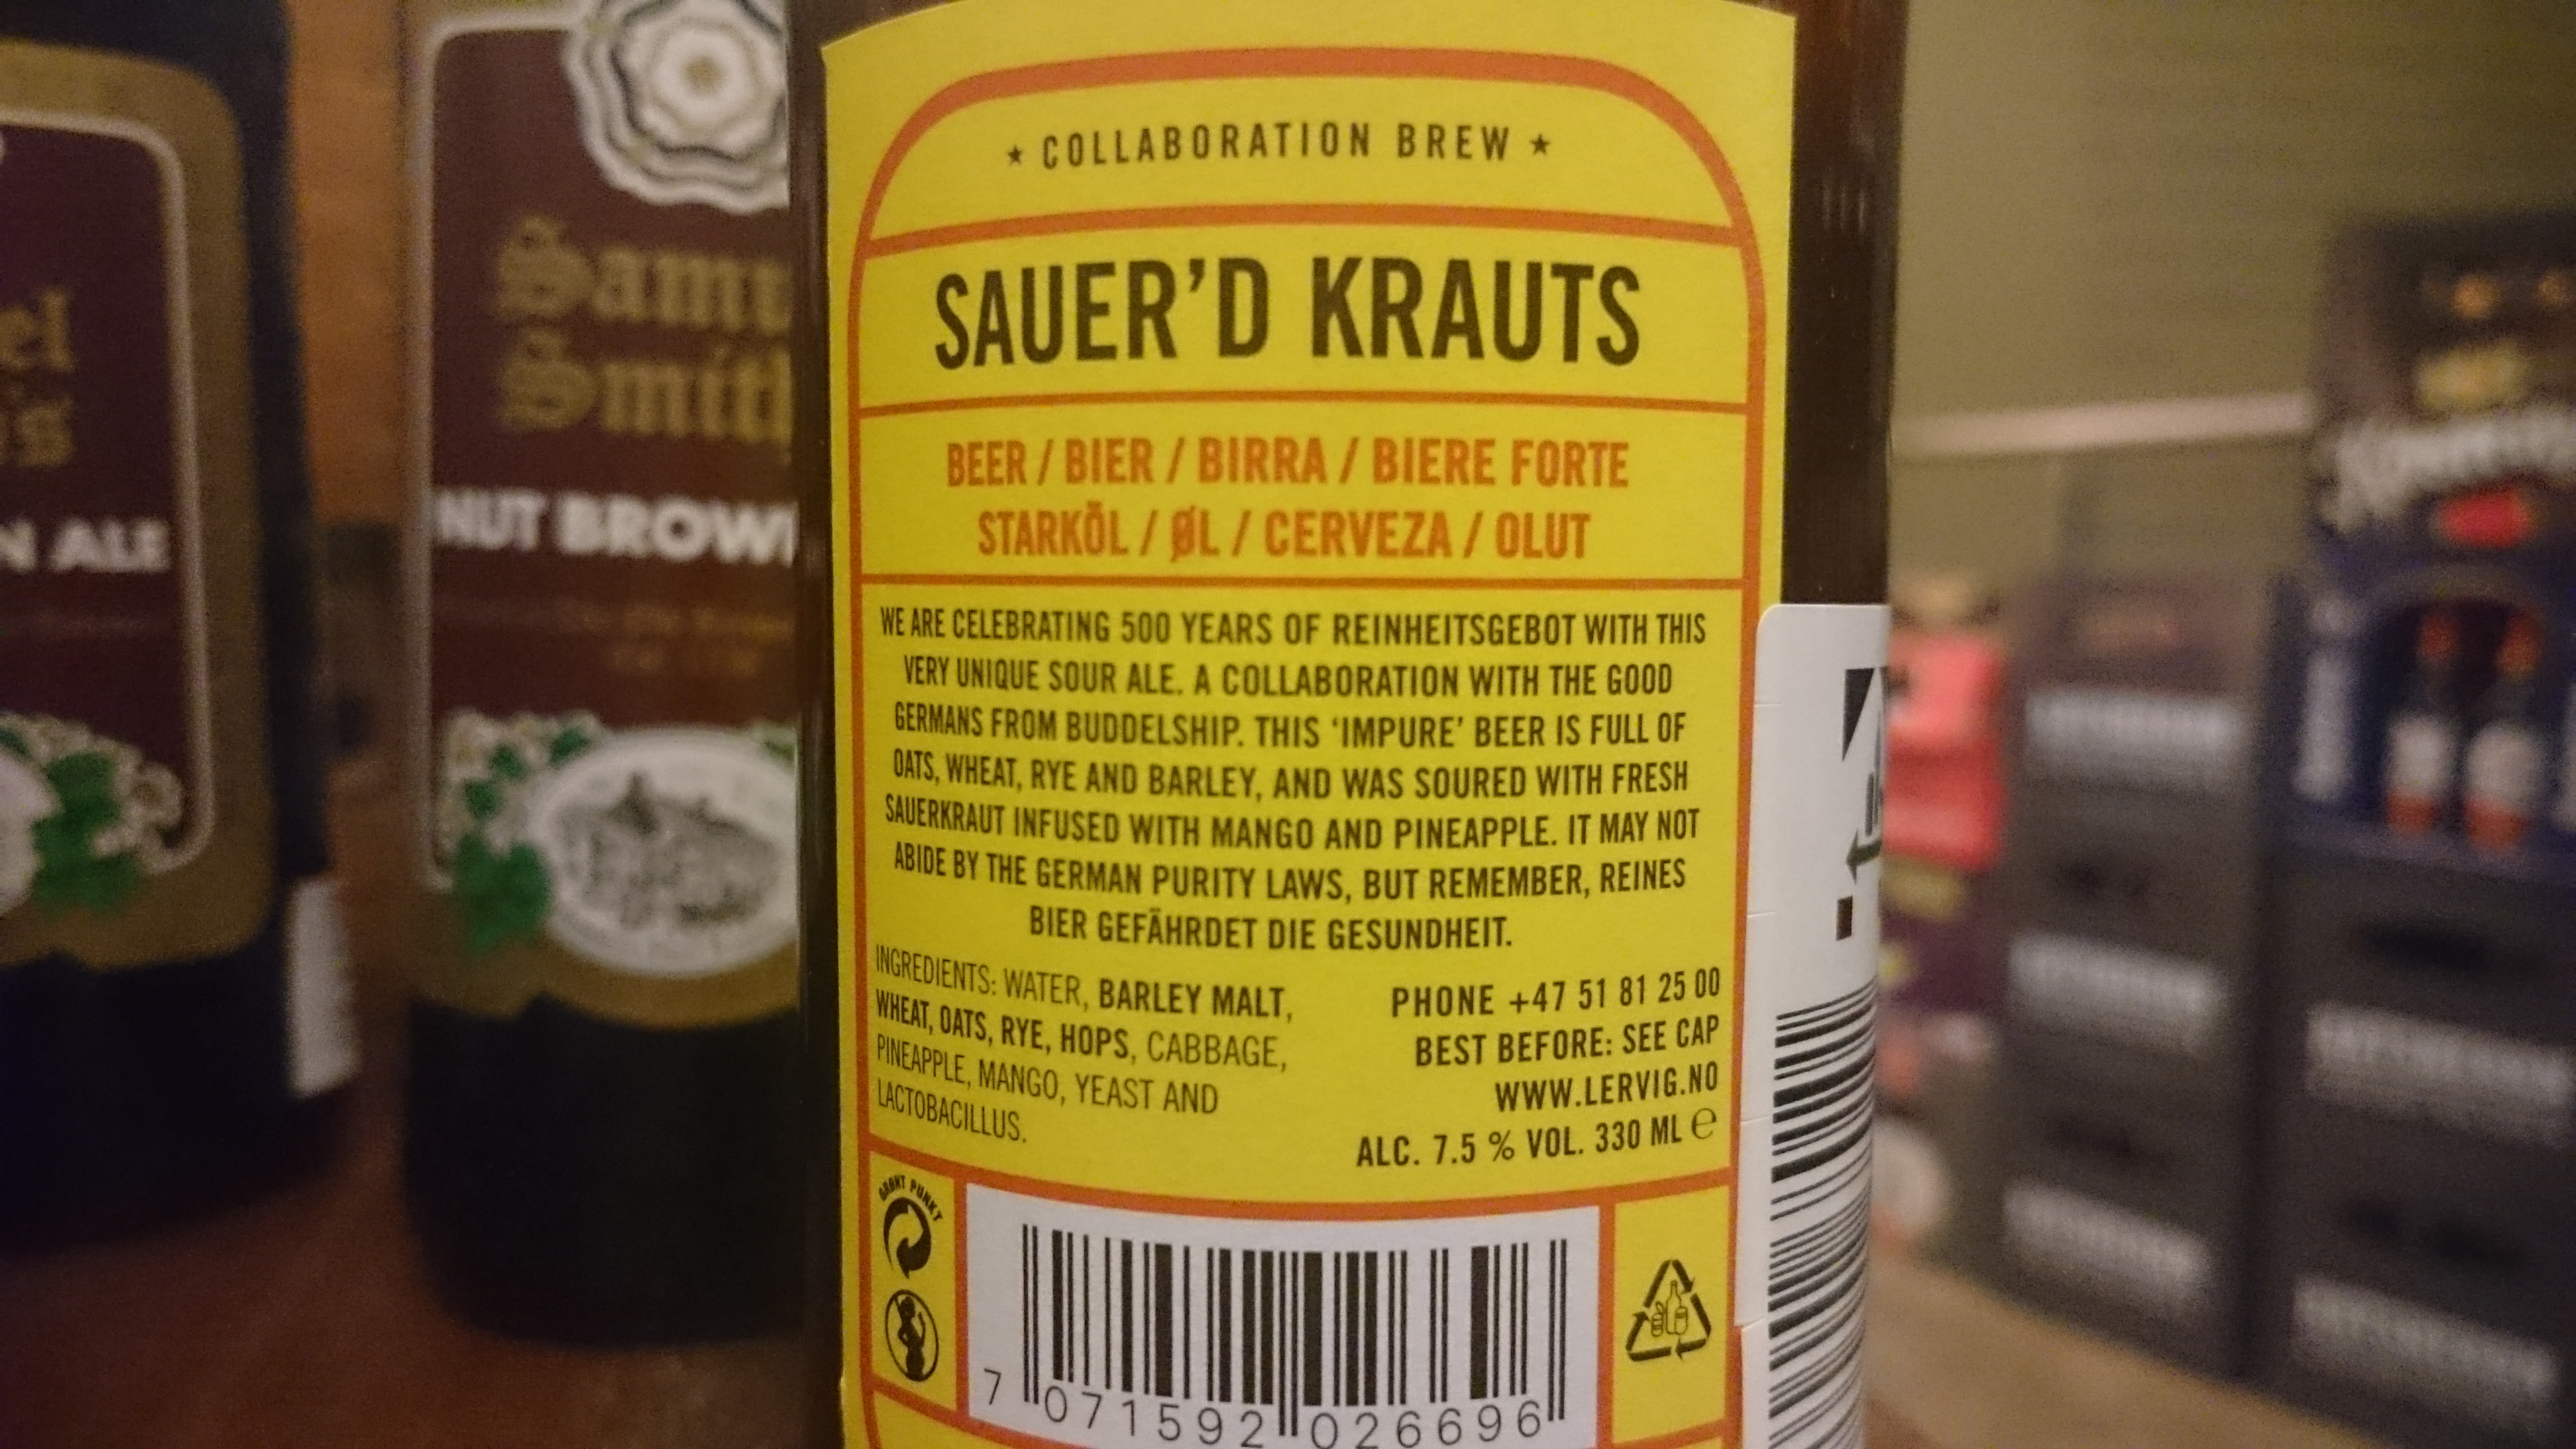 ★ COLLABORATION BREW ★
SAUER'D KRAUTS
BEER / BIER / BIRRA / BIERE FORTE
STARKÖL / ØL / CERVEZA / OLUT
WE ARE CELEBRATING 500 YEARS OF REINHEITSGEBOT WITH THIS
VERY UNIQUE SOUR ALE. A COLLABORATION WITH THE GOOD
GERMANS FROM BUDDELSHIP. THIS 'IMPURE' BEER IS FULL OF
OATS, WHEAT, RYE AND BARLEY, AND WAS SOURED WITH FRESH
SAUERKRAUT INFUSED WITH MANGO AND PINEAPPLE. IT MAY NOT
ABIDE BY THE GERMAN PURITY LAWS, BUT REMEMBER, REINES
BIER GEFÄHRDET DIE GESUNDHEIT.
INGREDIENTS: WATER, BARLEY MALT,
WHEAT, OATS, RYE, HOPS, CABBAGE,
PINEAPPLE, MANGO, YEAST AND
LACTOBACILLUS.
PHONE +47 51 81 25 00
BEST BEFORE: SEE CAP
WWW.LERVIG.NO
ALC. 7.5 % VOL. 330 ML ℮
GRØNT PUNKT
7 071592 026696
Samu
Smith
NUT BROWN
el
N ALE